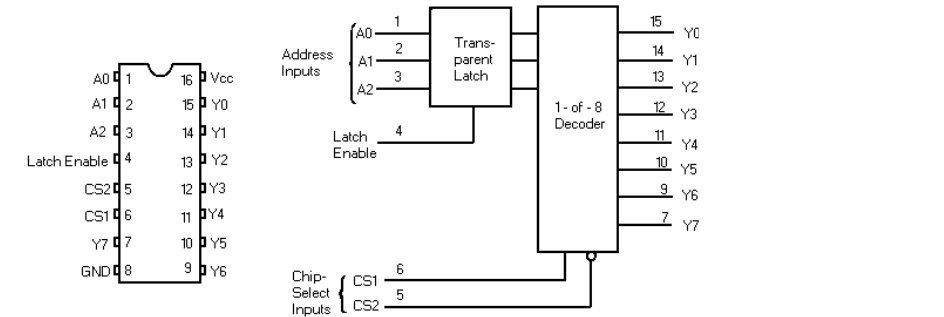 A0 1 16 Vcc
A1 2 15 Y0
A2 3 14 Y1
Latch Enable 4 13 Y2
CS2 5 12 Y3
CS1 6 11 Y4
Y7 7 10 Y5
GND 8 9 Y6
Address
Inputs
A0 1
A1 2
A2 3
Trans-
parent
Latch
Latch
Enable
4
1 - of - 8
Decoder
15 Y0
14 Y1
13 Y2
12 Y3
11 Y4
10 Y5
9 Y6
7 Y7
Chip-
Select
Inputs
CS1 6
CS2 5